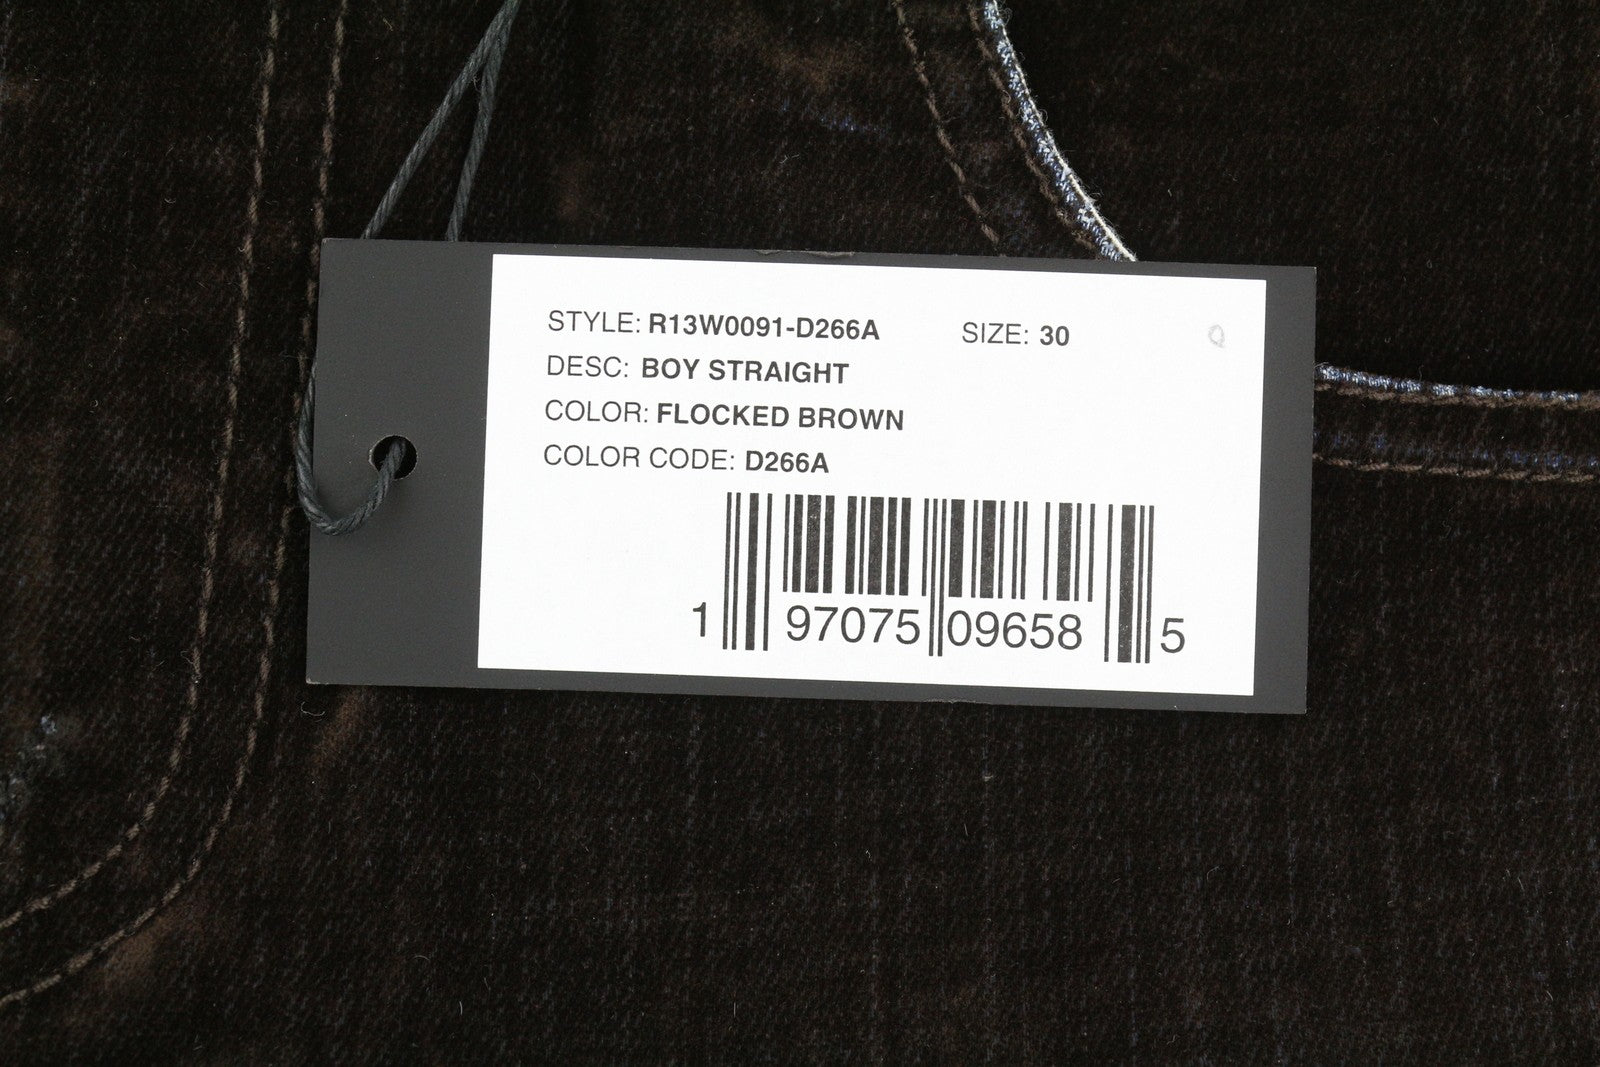 STYLE: R13W0091-D266A SIZE: 30
DESC: BOY STRAIGHT
COLOR: FLOCKED BROWN
COLOR CODE: D266A
1 97075 09658 5